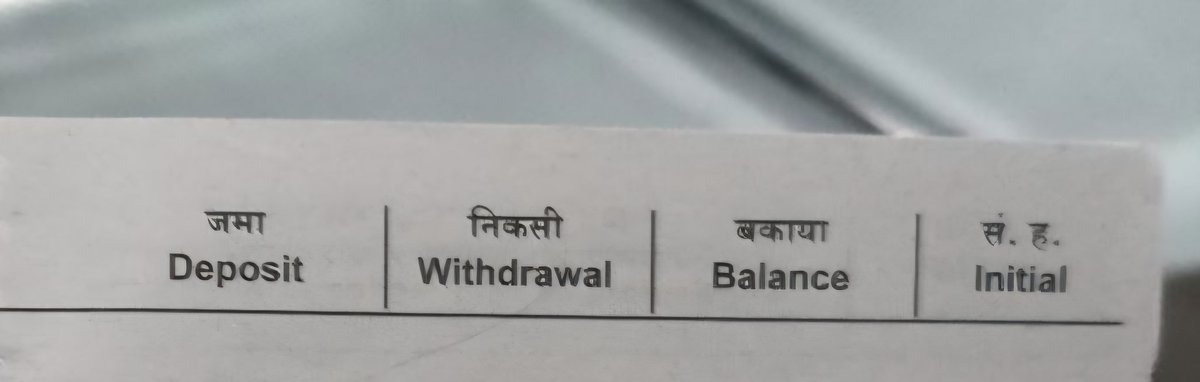 जमा निकसी बकाया सं. ह.
Deposit Withdrawal Balance Initial